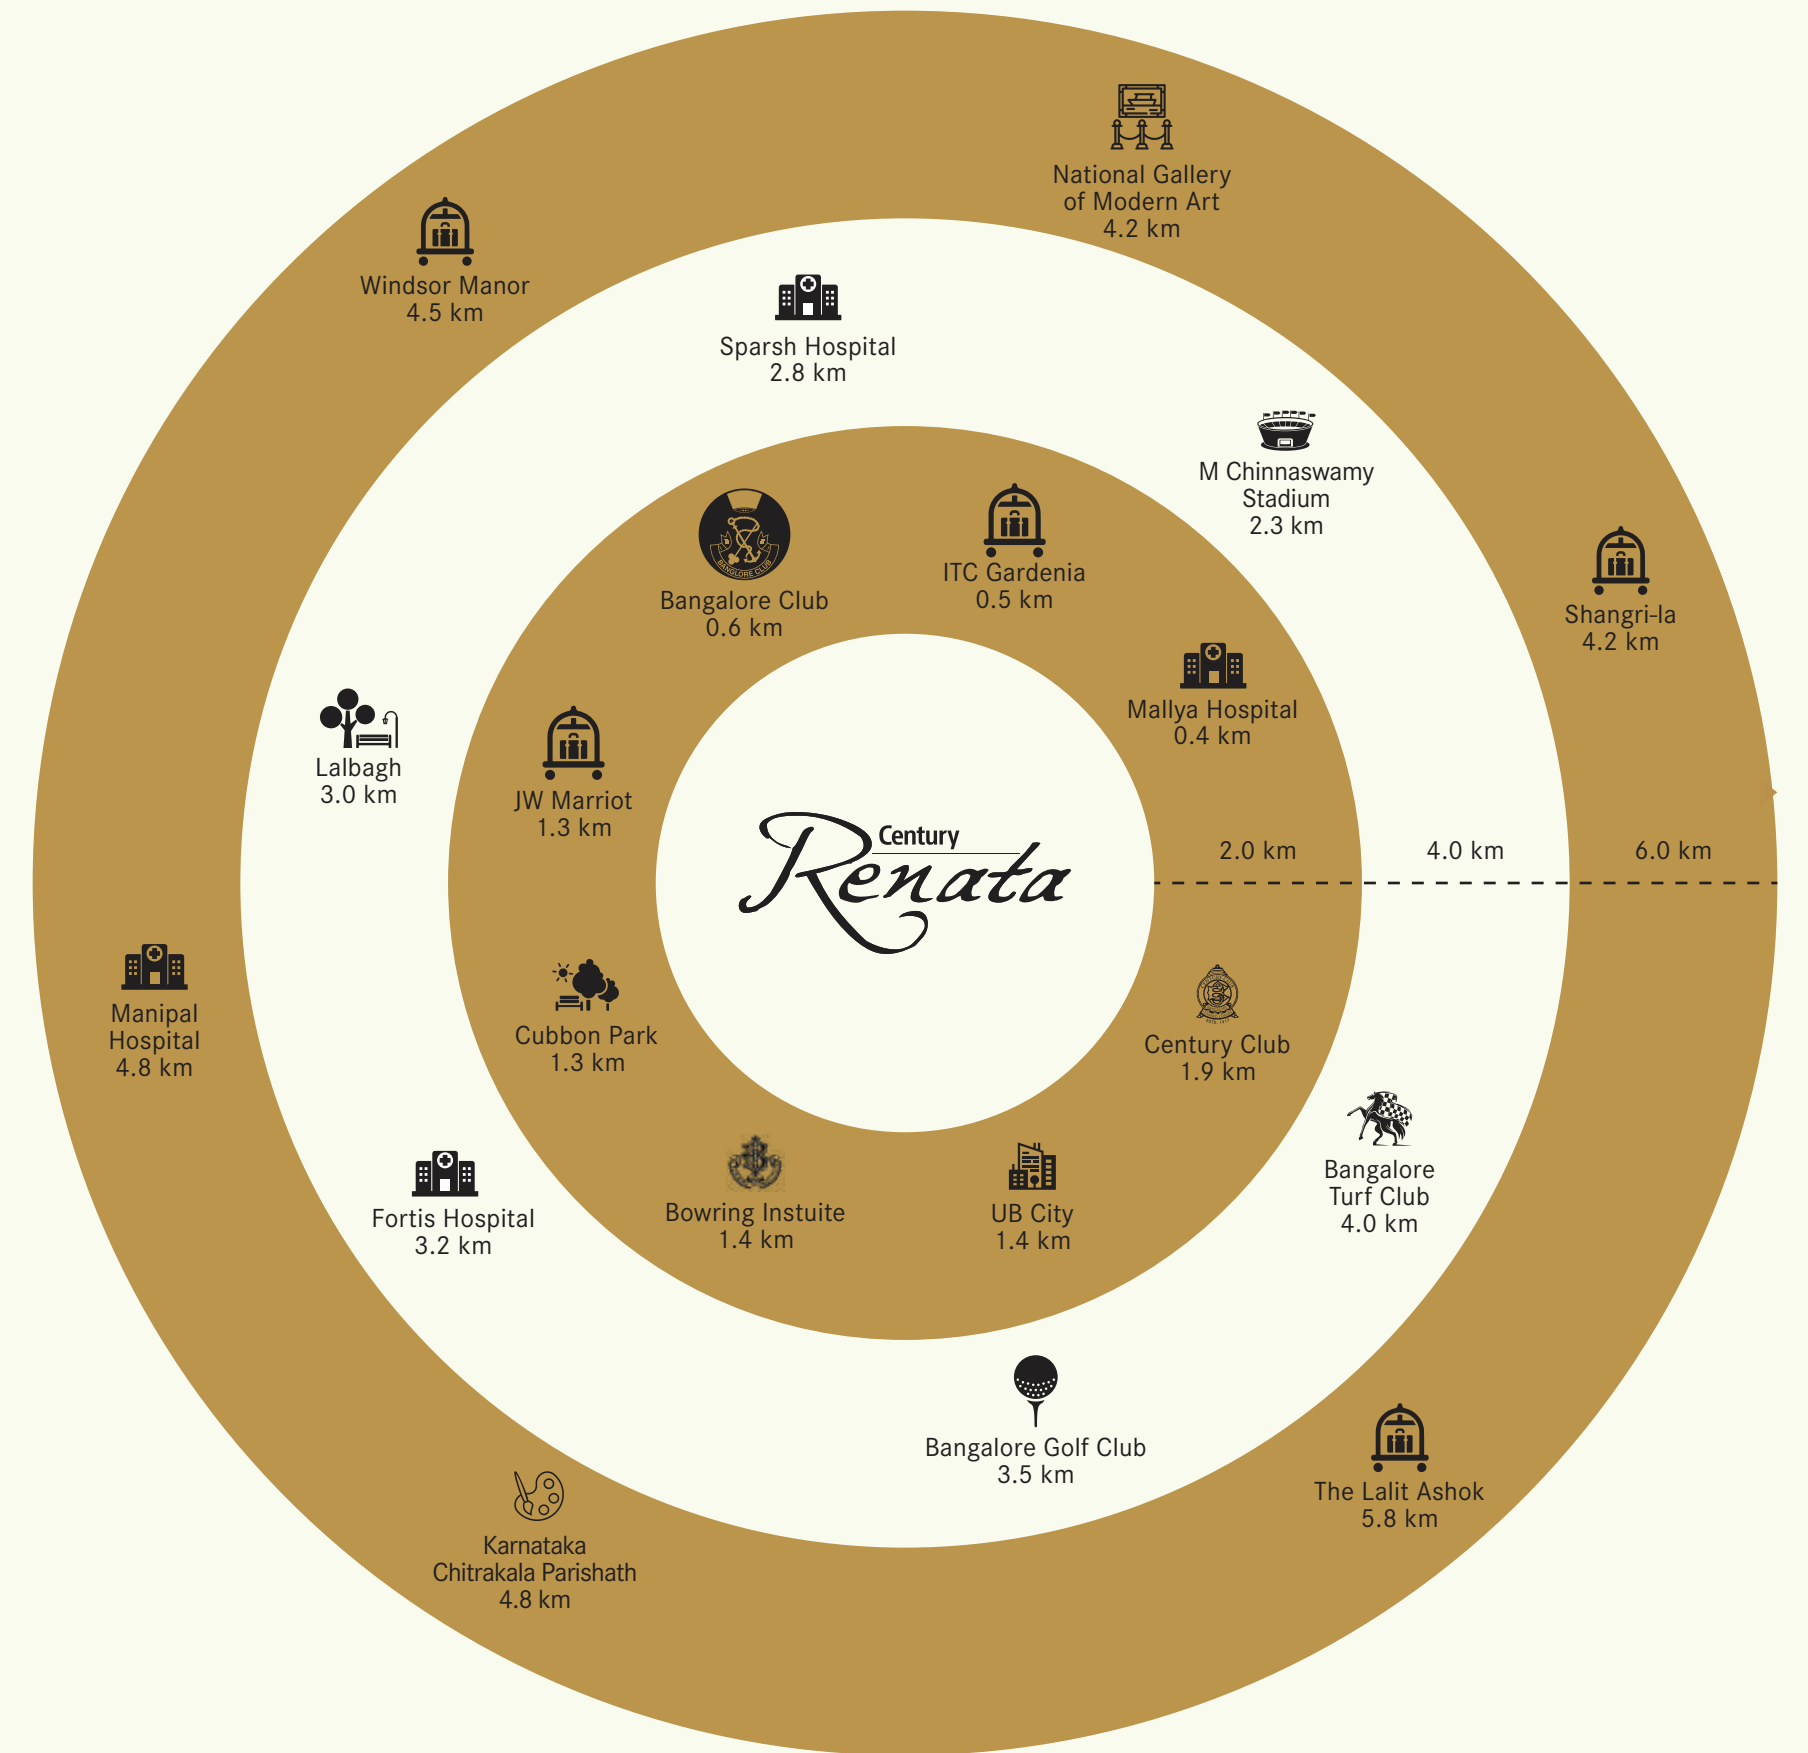 National Gallery
of Modern Art
4.2 km
Windsor Manor
4.5 km
Sparsh Hospital
2.8 km
M Chinnaswamy
Stadium
2.3 km
BANGLORE CLUB
Bangalore Club
0.6 km
ITC Gardenia
0.5 km
Shangri-la
4.2 km
Mallya Hospital
0.4 km
Lalbagh
3.0 km
JW Marriot
1.3 km
Century
Renata
2.0 km
4.0 km
6.0 km
Manipal
Hospital
4.8 km
Cubbon Park
1.3 km
Century Club
1.9 km
Bangalore
Turf Club
4.0 km
Fortis Hospital
3.2 km
Bowring Instuite
1.4 km
UB City
1.4 km
Bangalore Golf Club
3.5 km
The Lalit Ashok
5.8 km
Karnataka
Chitrakala Parishath
4.8 km